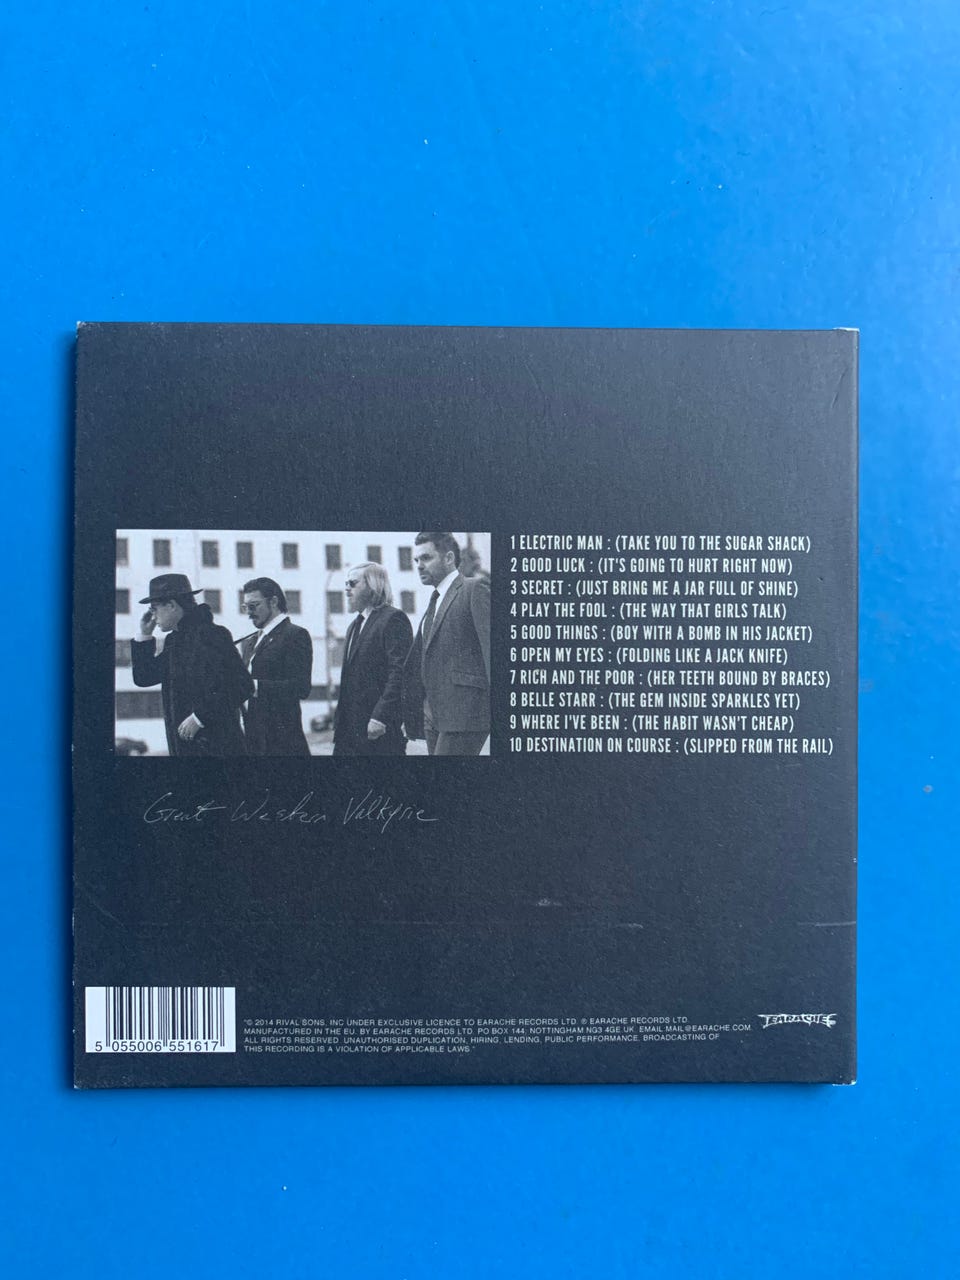 1 ELECTRIC MAN : (TAKE YOU TO THE SUGAR SHACK)
2 GOOD LUCK : (IT'S GOING TO HURT RIGHT NOW)
3 SECRET : (JUST BRING ME A JAR FULL OF SHINE)
4 PLAY THE FOOL : (THE WAY THAT GIRLS TALK)
5 GOOD THINGS : (BOY WITH A BOMB IN HIS JACKET)
6 OPEN MY EYES : (FOLDING LIKE A JACK KNIFE)
7 RICH AND THE POOR : (HER TEETH BOUND BY BRACES)
8 BELLE STARR : (THE GEM INSIDE SPARKLES YET)
9 WHERE I'VE BEEN : (THE HABIT WASN'T CHEAP)
10 DESTINATION ON COURSE : (SLIPPED FROM THE RAIL)
Great Western Valkyrie
5 055006 551617
"© 2014 RIVAL SONS, INC UNDER EXCLUSIVE LICENCE TO EARACHE RECORDS LTD. ® EARACHE RECORDS LTD.
MANUFACTURED IN THE EU. BY EARACHE RECORDS LTD. PO BOX 144, NOTTINGHAM NG3 4GE UK. EMAIL MAIL@EARACHE.COM.
ALL RIGHTS RESERVED. UNAUTHORISED DUPLICATION, HIRING, LENDING, PUBLIC PERFORMANCE, BROADCASTING OF
THIS RECORDING IS A VIOLATION OF APPLICABLE LAWS."
EARACHE